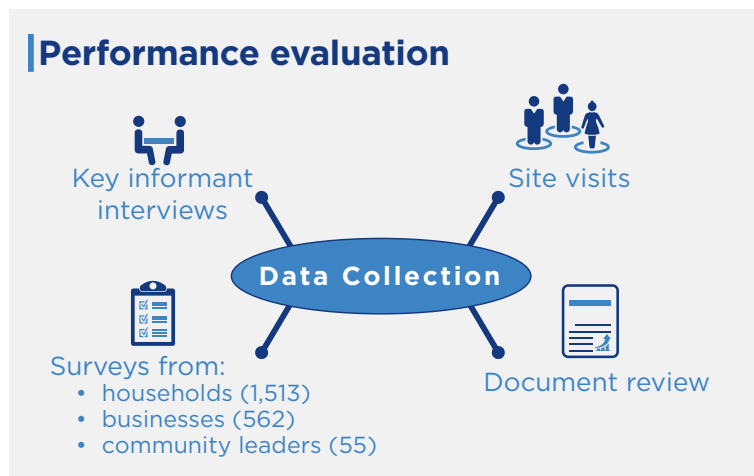 Performance evaluation
Key informant
interviews
Site visits
Data Collection
Surveys from:
• households (1,513)
• businesses (562)
• community leaders (55)
Document review